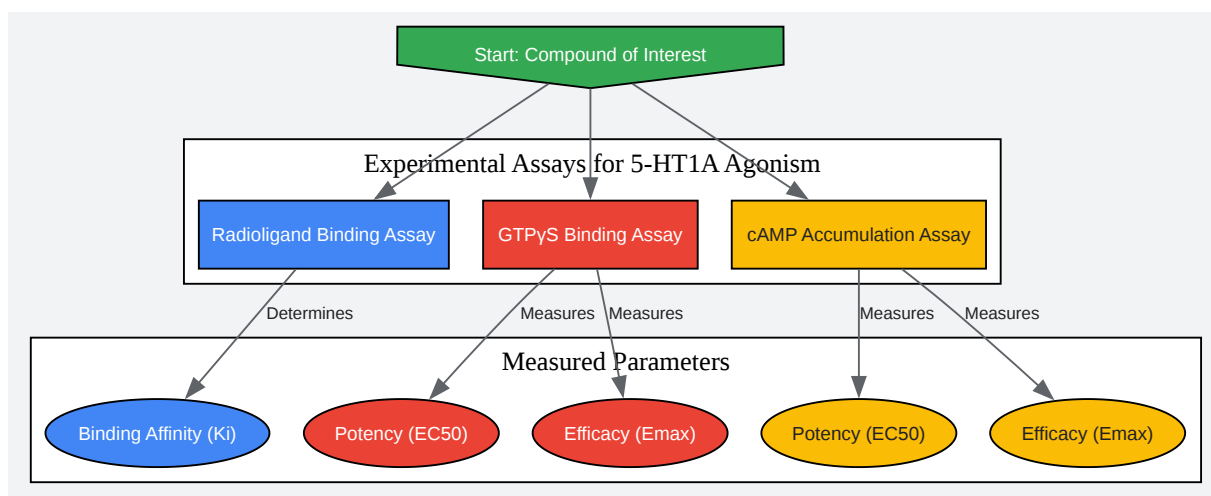 Start: Compound of Interest
Experimental Assays for 5-HT1A Agonism
Radioligand Binding Assay
GTPγS Binding Assay
cAMP Accumulation Assay
Determines
Measures
Measures
Measures
Measures
Measured Parameters
Binding Affinity (Ki)
Potency (EC50)
Efficacy (Emax)
Potency (EC50)
Efficacy (Emax)